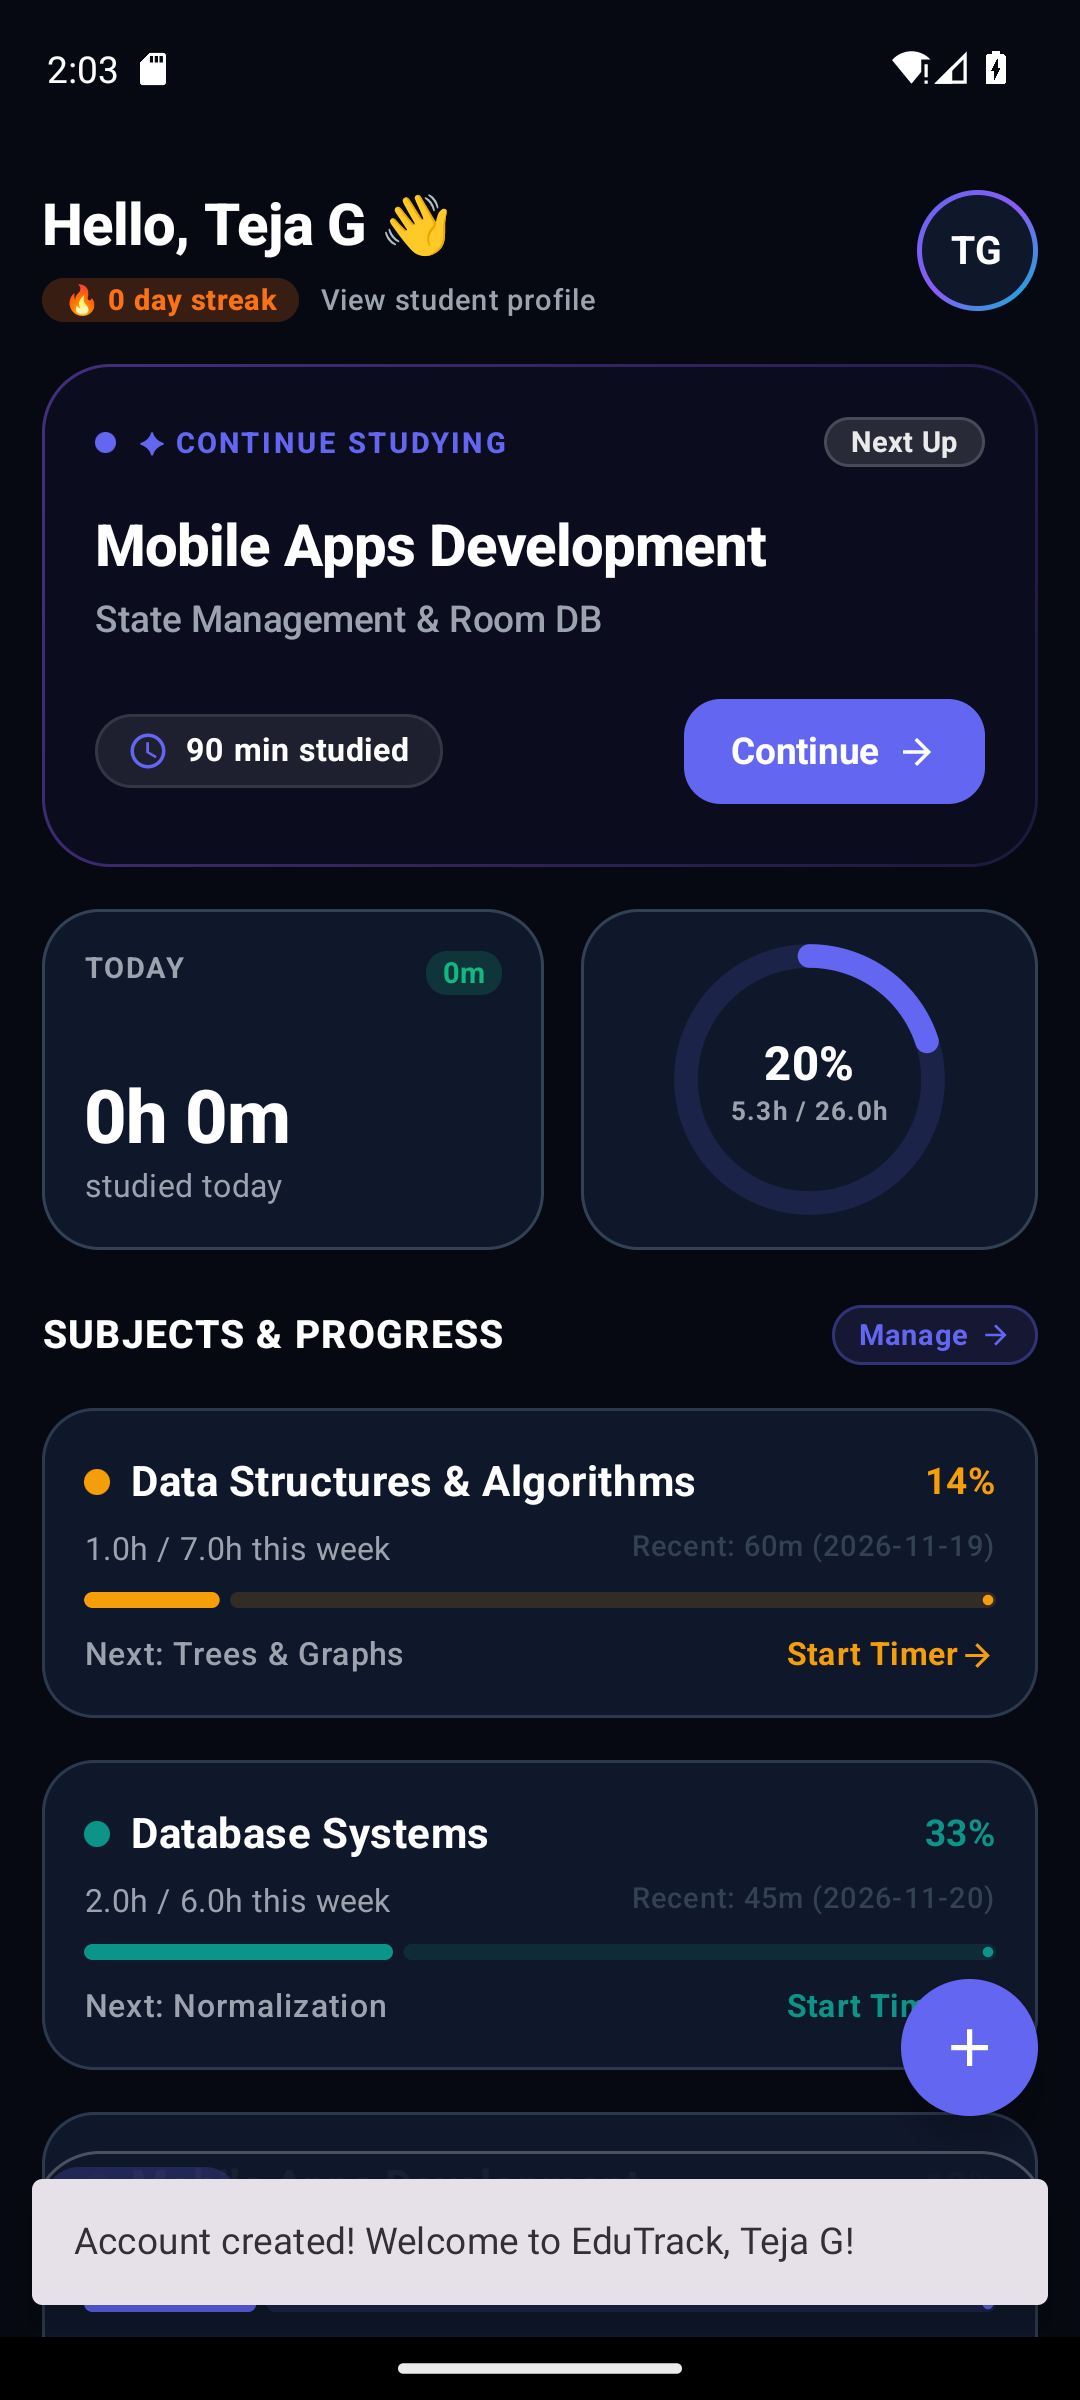 2:03
Hello, Teja G 👋
TG
🔥 0 day streak
View student profile
✦ CONTINUE STUDYING
Next Up
Mobile Apps Development
State Management & Room DB
90 min studied
Continue →
TODAY
0m
0h 0m
studied today
20%
5.3h / 26.0h
SUBJECTS & PROGRESS
Manage →
Data Structures & Algorithms
14%
1.0h / 7.0h this week
Recent: 60m (2026-11-19)
Next: Trees & Graphs
Start Timer →
Database Systems
33%
2.0h / 6.0h this week
Recent: 45m (2026-11-20)
Next: Normalization
Start
Account created! Welcome to EduTrack, Teja G!